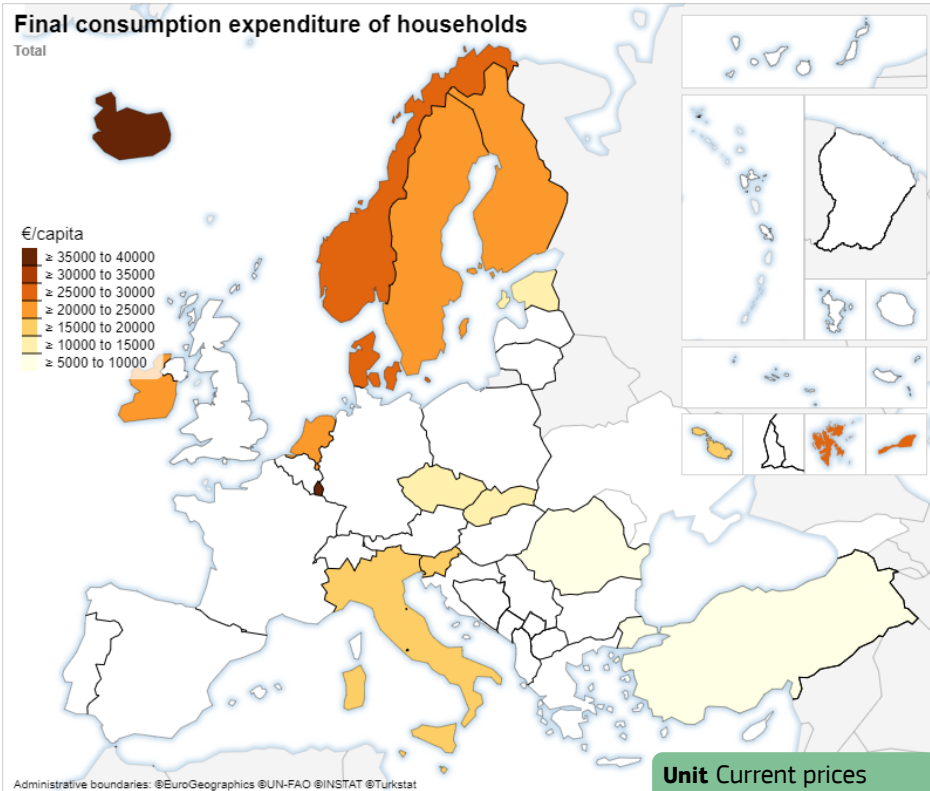 Final consumption expenditure of households
Total
€/capita
≥ 35000 to 40000
≥ 30000 to 35000
≥ 25000 to 30000
≥ 20000 to 25000
≥ 15000 to 20000
≥ 10000 to 15000
≥ 5000 to 10000
Administrative boundaries: ©EuroGeographics ©UN-FAO ©INSTAT ©Turkstat
Unit Current prices